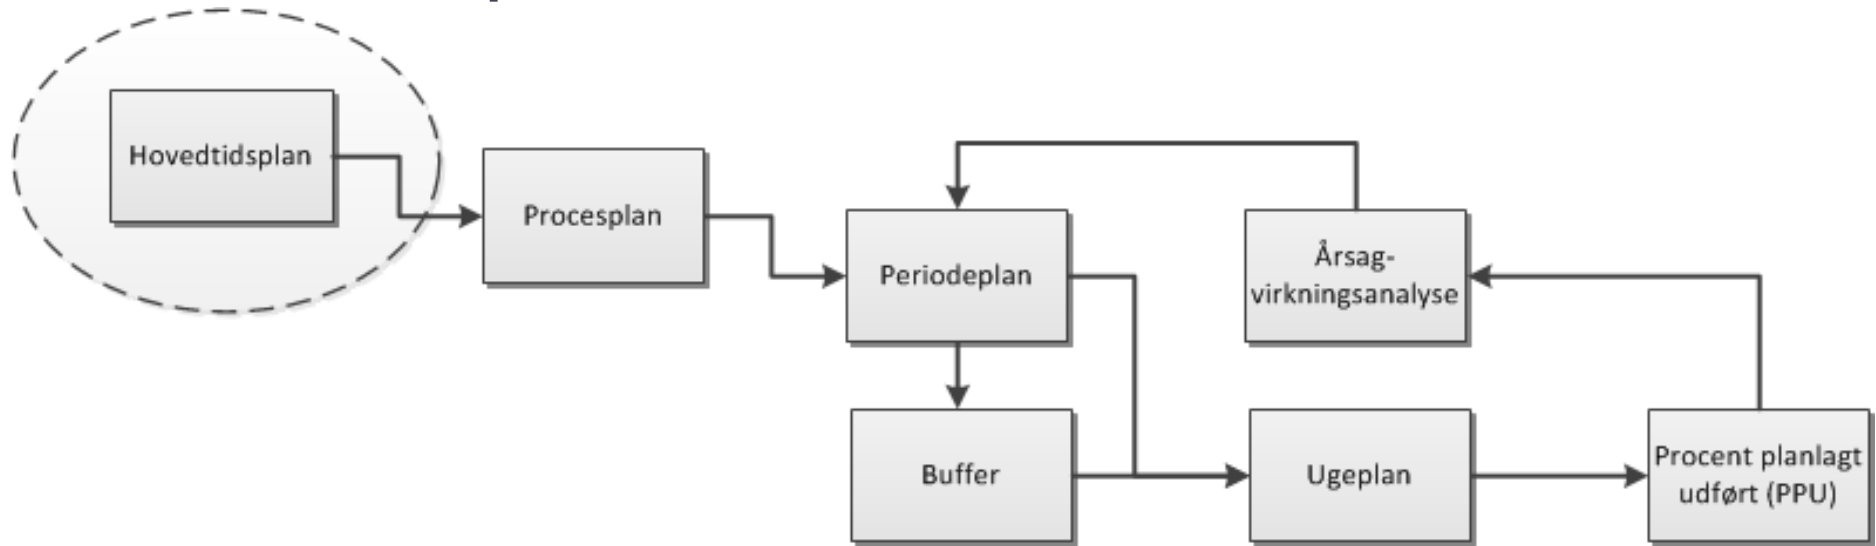 Hovedtidsplan
Procesplan
Periodeplan
Årsag-
virkningsanalyse
Buffer
Ugeplan
Procent planlagt
udført (PPU)